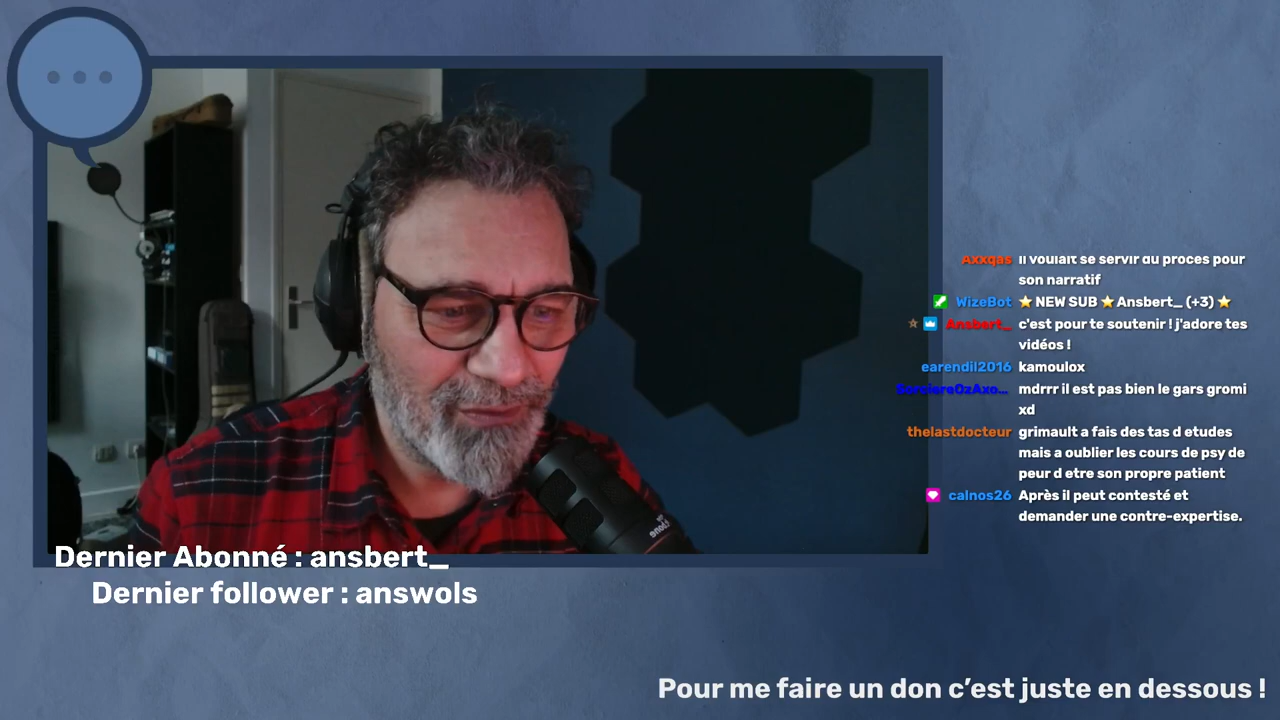 Axxqas il voulait se servir du procès pour
son narratif
WizeBot ⭐ NEW SUB ⭐ Ansbert_ (+3) ⭐
Ansbert_ c'est pour te soutenir ! j'adore tes
vidéos !
earendil2016 kamoulox
SorciereOzAxo... mdrrr il est pas bien le gars gromi
xd
thelastdocteur grimault a fais des tas d etudes
mais a oublier les cours de psy de
peur d etre son propre patient
calnos26 Après il peut contesté et
demander une contre-expertise.
Dernier Abonné : ansbert_
Dernier follower : answols
Pour me faire un don c’est juste en dessous !